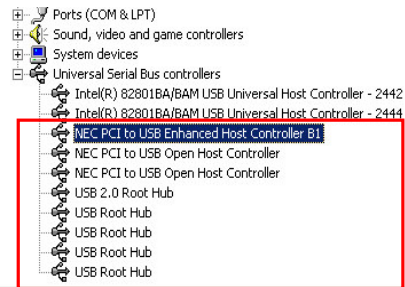 Ports (COM & LPT)
Sound, video and game controllers
System devices
Universal Serial Bus controllers
Intel(R) 82801BA/BAM USB Universal Host Controller - 2442
Intel(R) 82801BA/BAM USB Universal Host Controller - 2444
NEC PCI to USB Enhanced Host Controller B1
NEC PCI to USB Open Host Controller
NEC PCI to USB Open Host Controller
USB 2.0 Root Hub
USB Root Hub
USB Root Hub
USB Root Hub
USB Root Hub